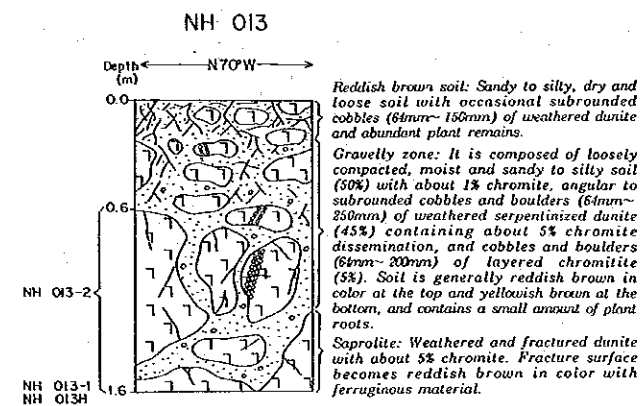 NH 013
Depth
(m)
N70°W
0.0
0.6
NH 013-2
NH 013-1
NH 013H
1.6
Reddish brown soil: Sandy to silty, dry and
loose soil with occasional subrounded
cobbles (64mm~ 150mm) of weathered dunite
and abundant plant remains.
Gravelly zone: It is composed of loosely
compacted, moist and sandy to silty soil
(50%) with about 1% chromite, angular to
subrounded cobbles and boulders (64mm~
250mm) of weathered serpentinized dunite
(45%) containing about 5% chromite
dissemination, and cobbles and boulders
(64mm~ 200mm) of layered chromitite
(5%). Soil is generally reddish brown in
color at the top and yellowish brown at the
bottom, and contains a small amount of plant
roots.
Saprolite: Weathered and fractured dunite
with about 5% chromite. Fracture surface
becomes reddish brown in color with
ferruginous material.